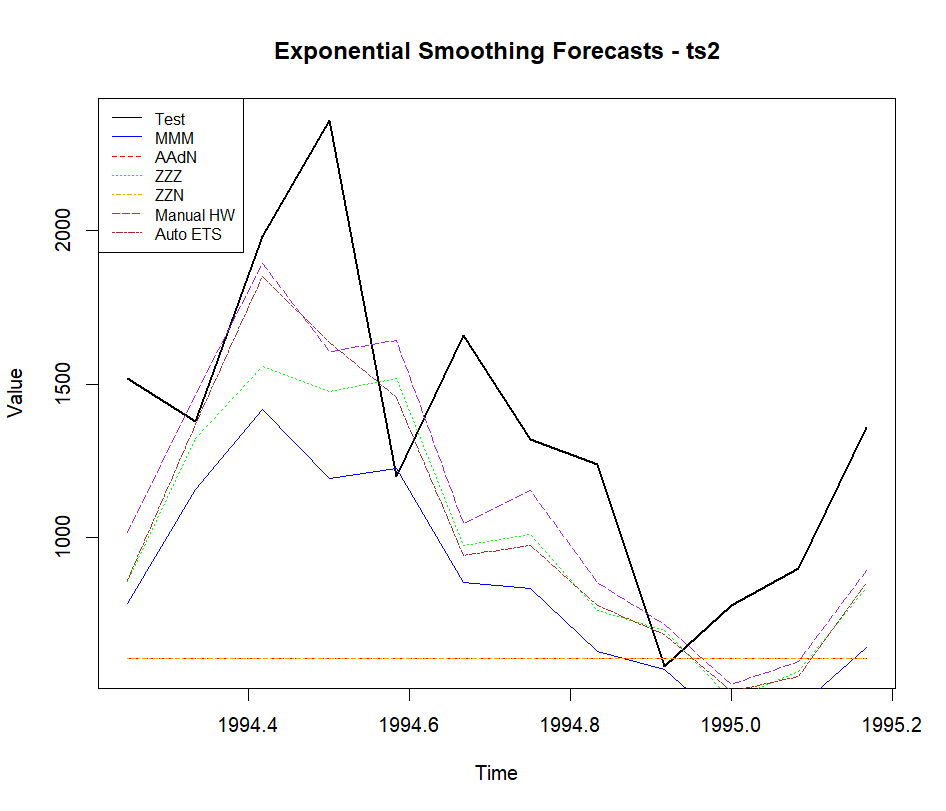 Exponential Smoothing Forecasts - ts2
Test
MMM
AAdN
ZZZ
ZZN
Manual HW
Auto ETS
Value
2000
1500
1000
1994.4 1994.6 1994.8 1995.0 1995.2
Time